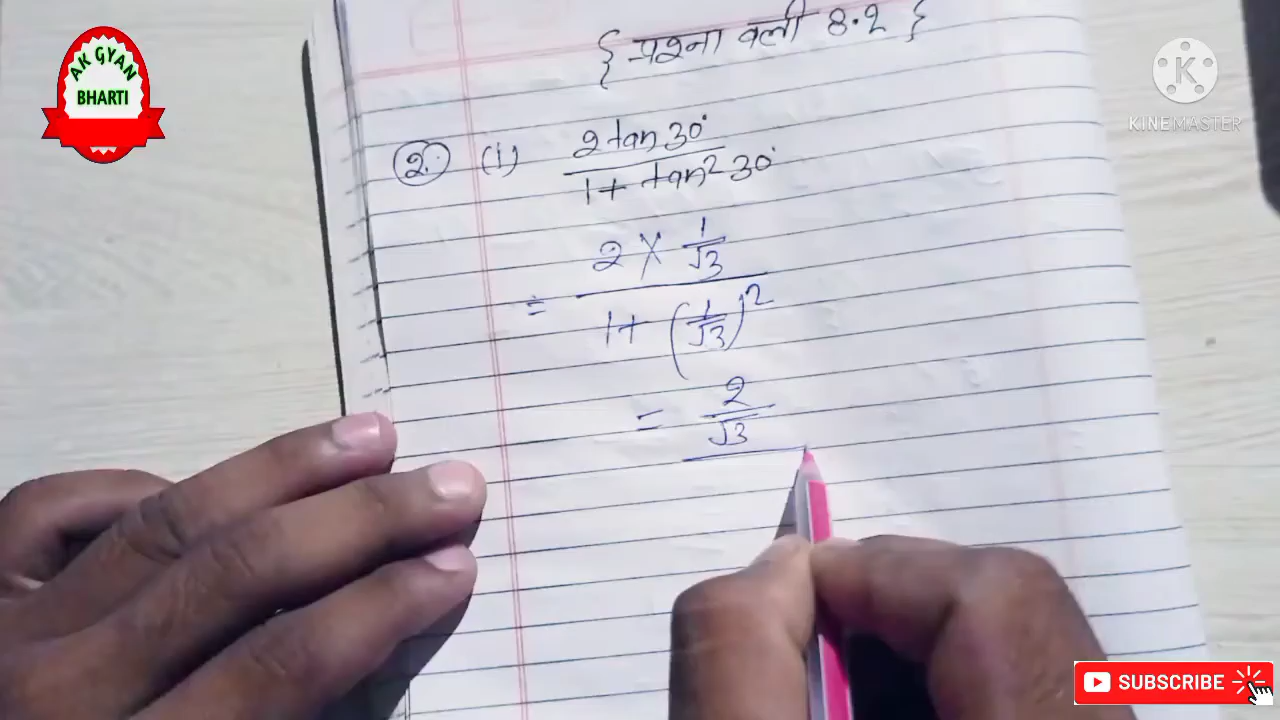 AK GYAN
BHARTI
K
KINEMASTER
{ प्रश्ना वली 8.2 }
2. (i) 2 tan 30° / 1 + tan² 30°
= 2 × 1/√3 / 1 + (1/√3)²
= 2/√3
SUBSCRIBE